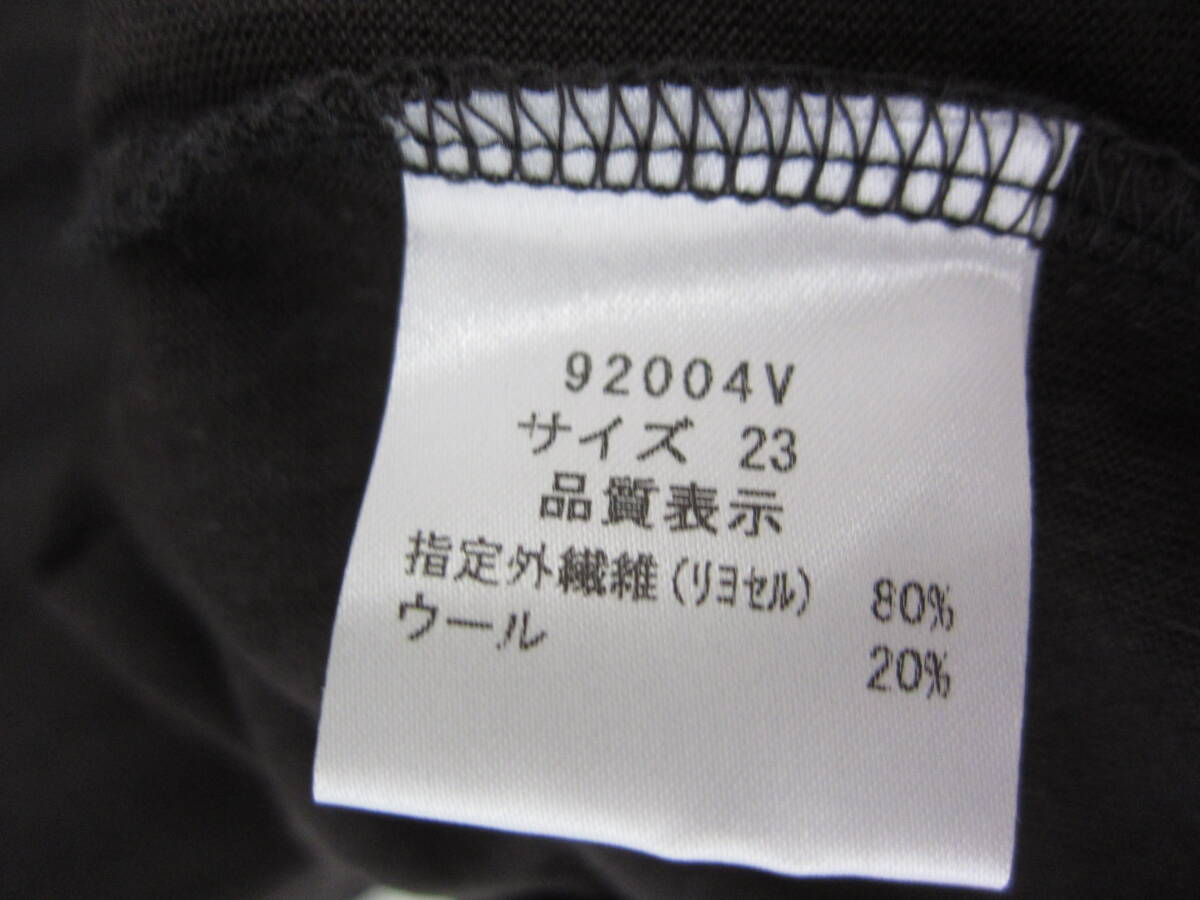 92004V
サイズ 23
品質表示
指定外繊維(リヨセル) 80%
ウール 20%